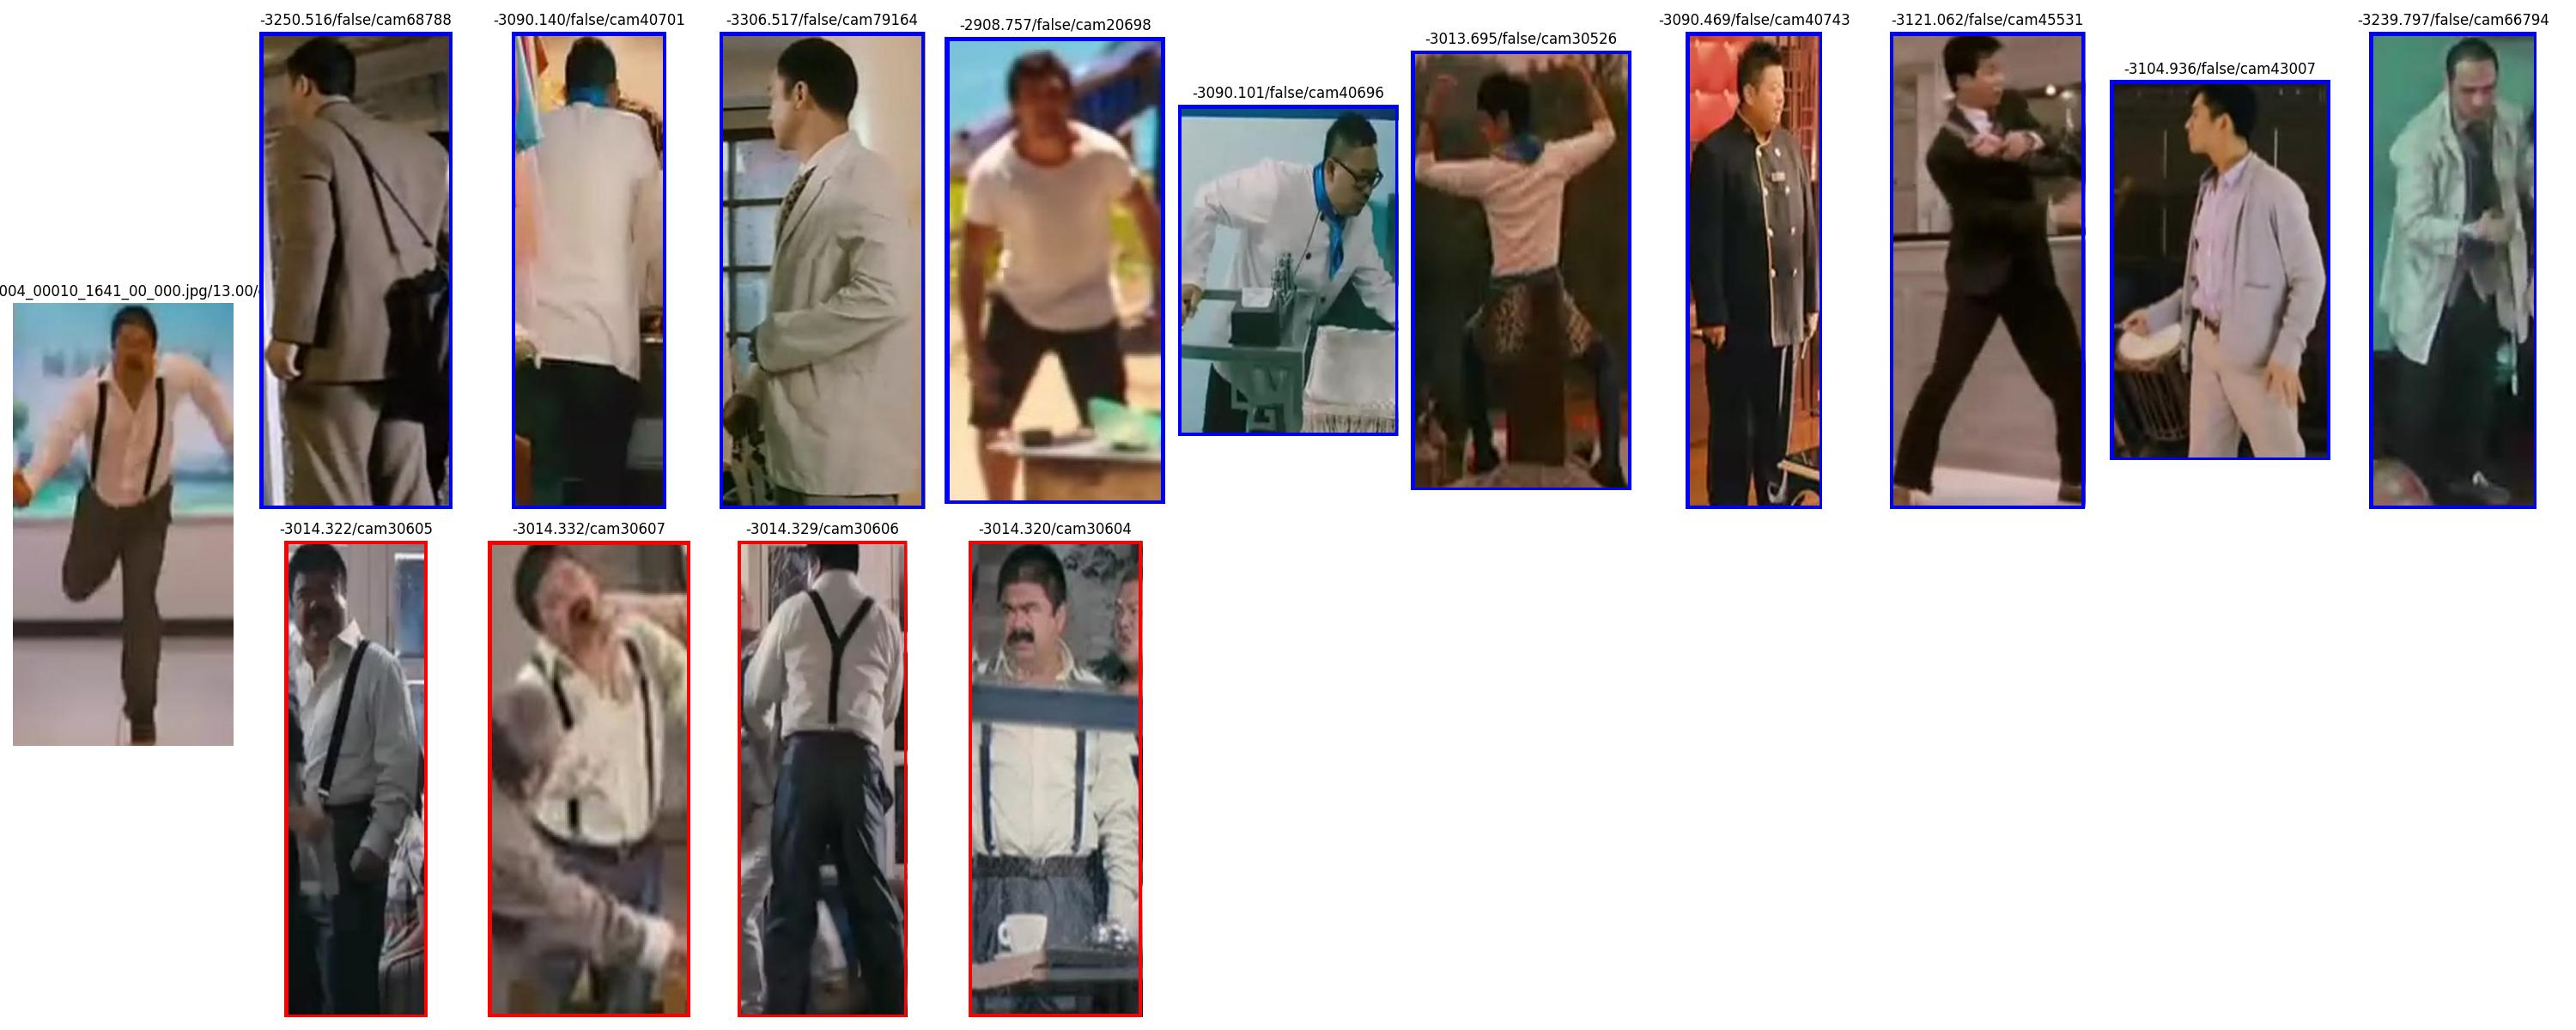 -3250.516/false/cam68788
-3090.140/false/cam40701
-3306.517/false/cam79164
-2908.757/false/cam20698
-3090.101/false/cam40696
-3013.695/false/cam30526
-3090.469/false/cam40743
-3121.062/false/cam45531
-3104.936/false/cam43007
-3239.797/false/cam66794
004_00010_1641_00_000.jpg/13.00/
-3014.322/cam30605
-3014.332/cam30607
-3014.329/cam30606
-3014.320/cam30604